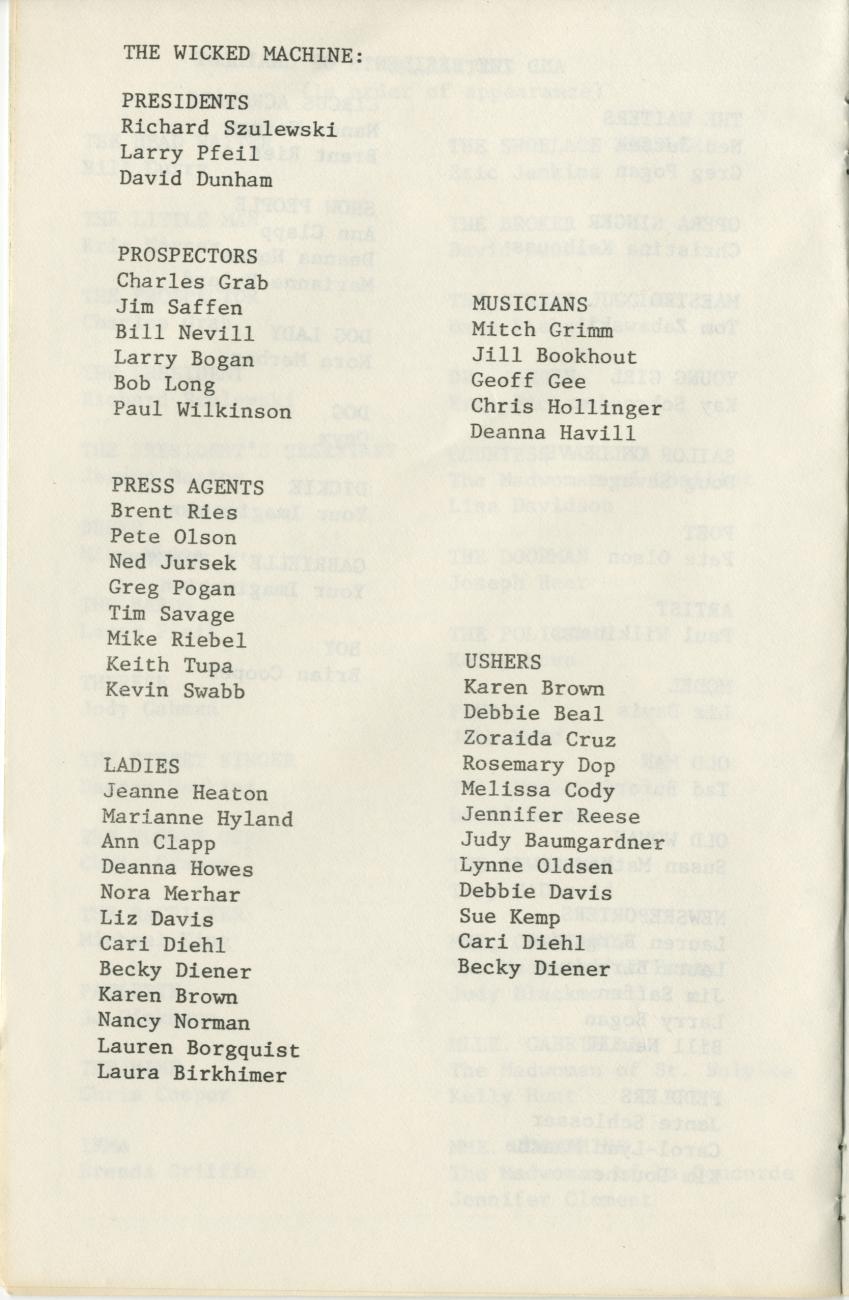 THE WICKED MACHINE:
PRESIDENTS
Richard Szulewski
Larry Pfeil
David Dunham
PROSPECTORS
Charles Grab
Jim Saffen
Bill Nevill
Larry Bogan
Bob Long
Paul Wilkinson
PRESS AGENTS
Brent Ries
Pete Olson
Ned Jursek
Greg Pogan
Tim Savage
Mike Riebel
Keith Tupa
Kevin Swabb
LADIES
Jeanne Heaton
Marianne Hyland
Ann Clapp
Deanna Howes
Nora Merhar
Liz Davis
Cari Diehl
Becky Diener
Karen Brown
Nancy Norman
Lauren Borgquist
Laura Birkhimer
MUSICIANS
Mitch Grimm
Jill Bookhout
Geoff Gee
Chris Hollinger
Deanna Havill
USHERS
Karen Brown
Debbie Beal
Zoraida Cruz
Rosemary Dop
Melissa Cody
Jennifer Reese
Judy Baumgardner
Lynne Oldsen
Debbie Davis
Sue Kemp
Cari Diehl
Becky Diener